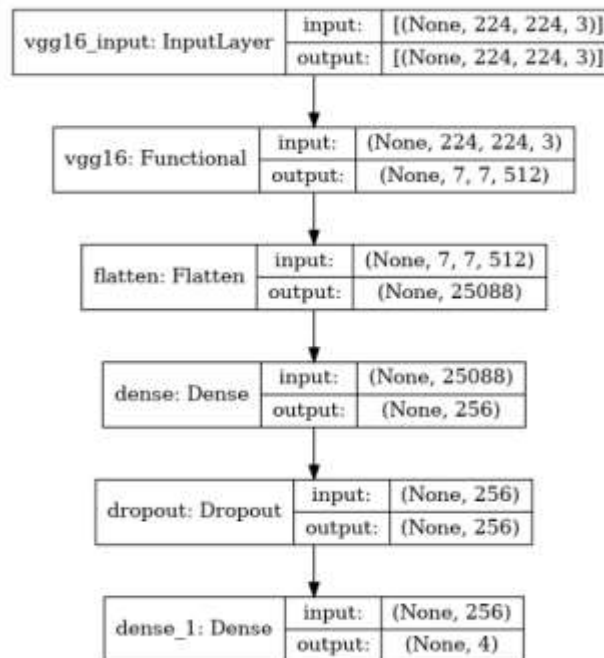 vgg16_input: InputLayer
input: [(None, 224, 224, 3)]
output: [(None, 224, 224, 3)]
vgg16: Functional
input: (None, 224, 224, 3)
output: (None, 7, 7, 512)
flatten: Flatten
input: (None, 7, 7, 512)
output: (None, 25088)
dense: Dense
input: (None, 25088)
output: (None, 256)
dropout: Dropout
input: (None, 256)
output: (None, 256)
dense_1: Dense
input: (None, 256)
output: (None, 4)